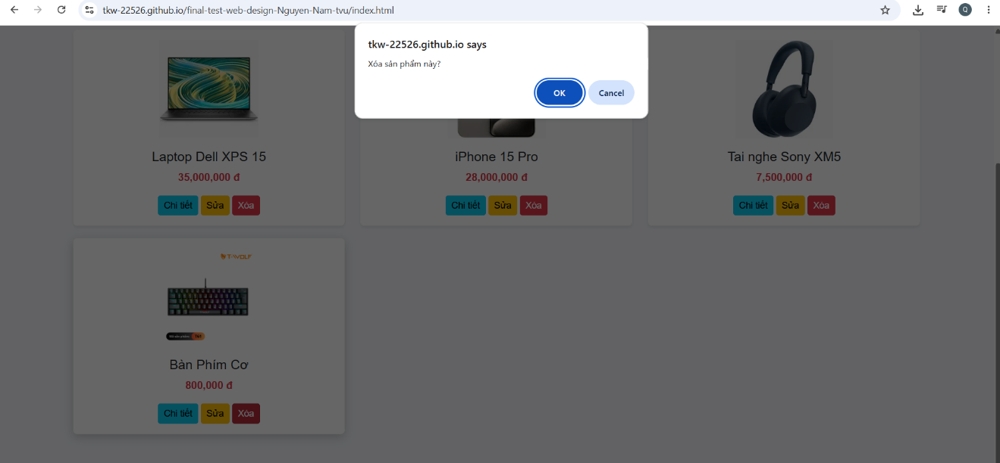 tkw-22526.github.io/final-test-web-design-Nguyen-Nam-tvu/index.html
Q
tkw-22526.github.io says
Xóa sản phẩm này?
OK
Cancel
Laptop Dell XPS 15
35,000,000 đ
Chi tiết Sửa Xóa
iPhone 15 Pro
28,000,000 đ
Chi tiết Sửa Xóa
Tai nghe Sony XM5
7,500,000 đ
Chi tiết Sửa Xóa
T-WOLF
Bàn Phím Cơ
800,000 đ
Chi tiết Sửa Xóa